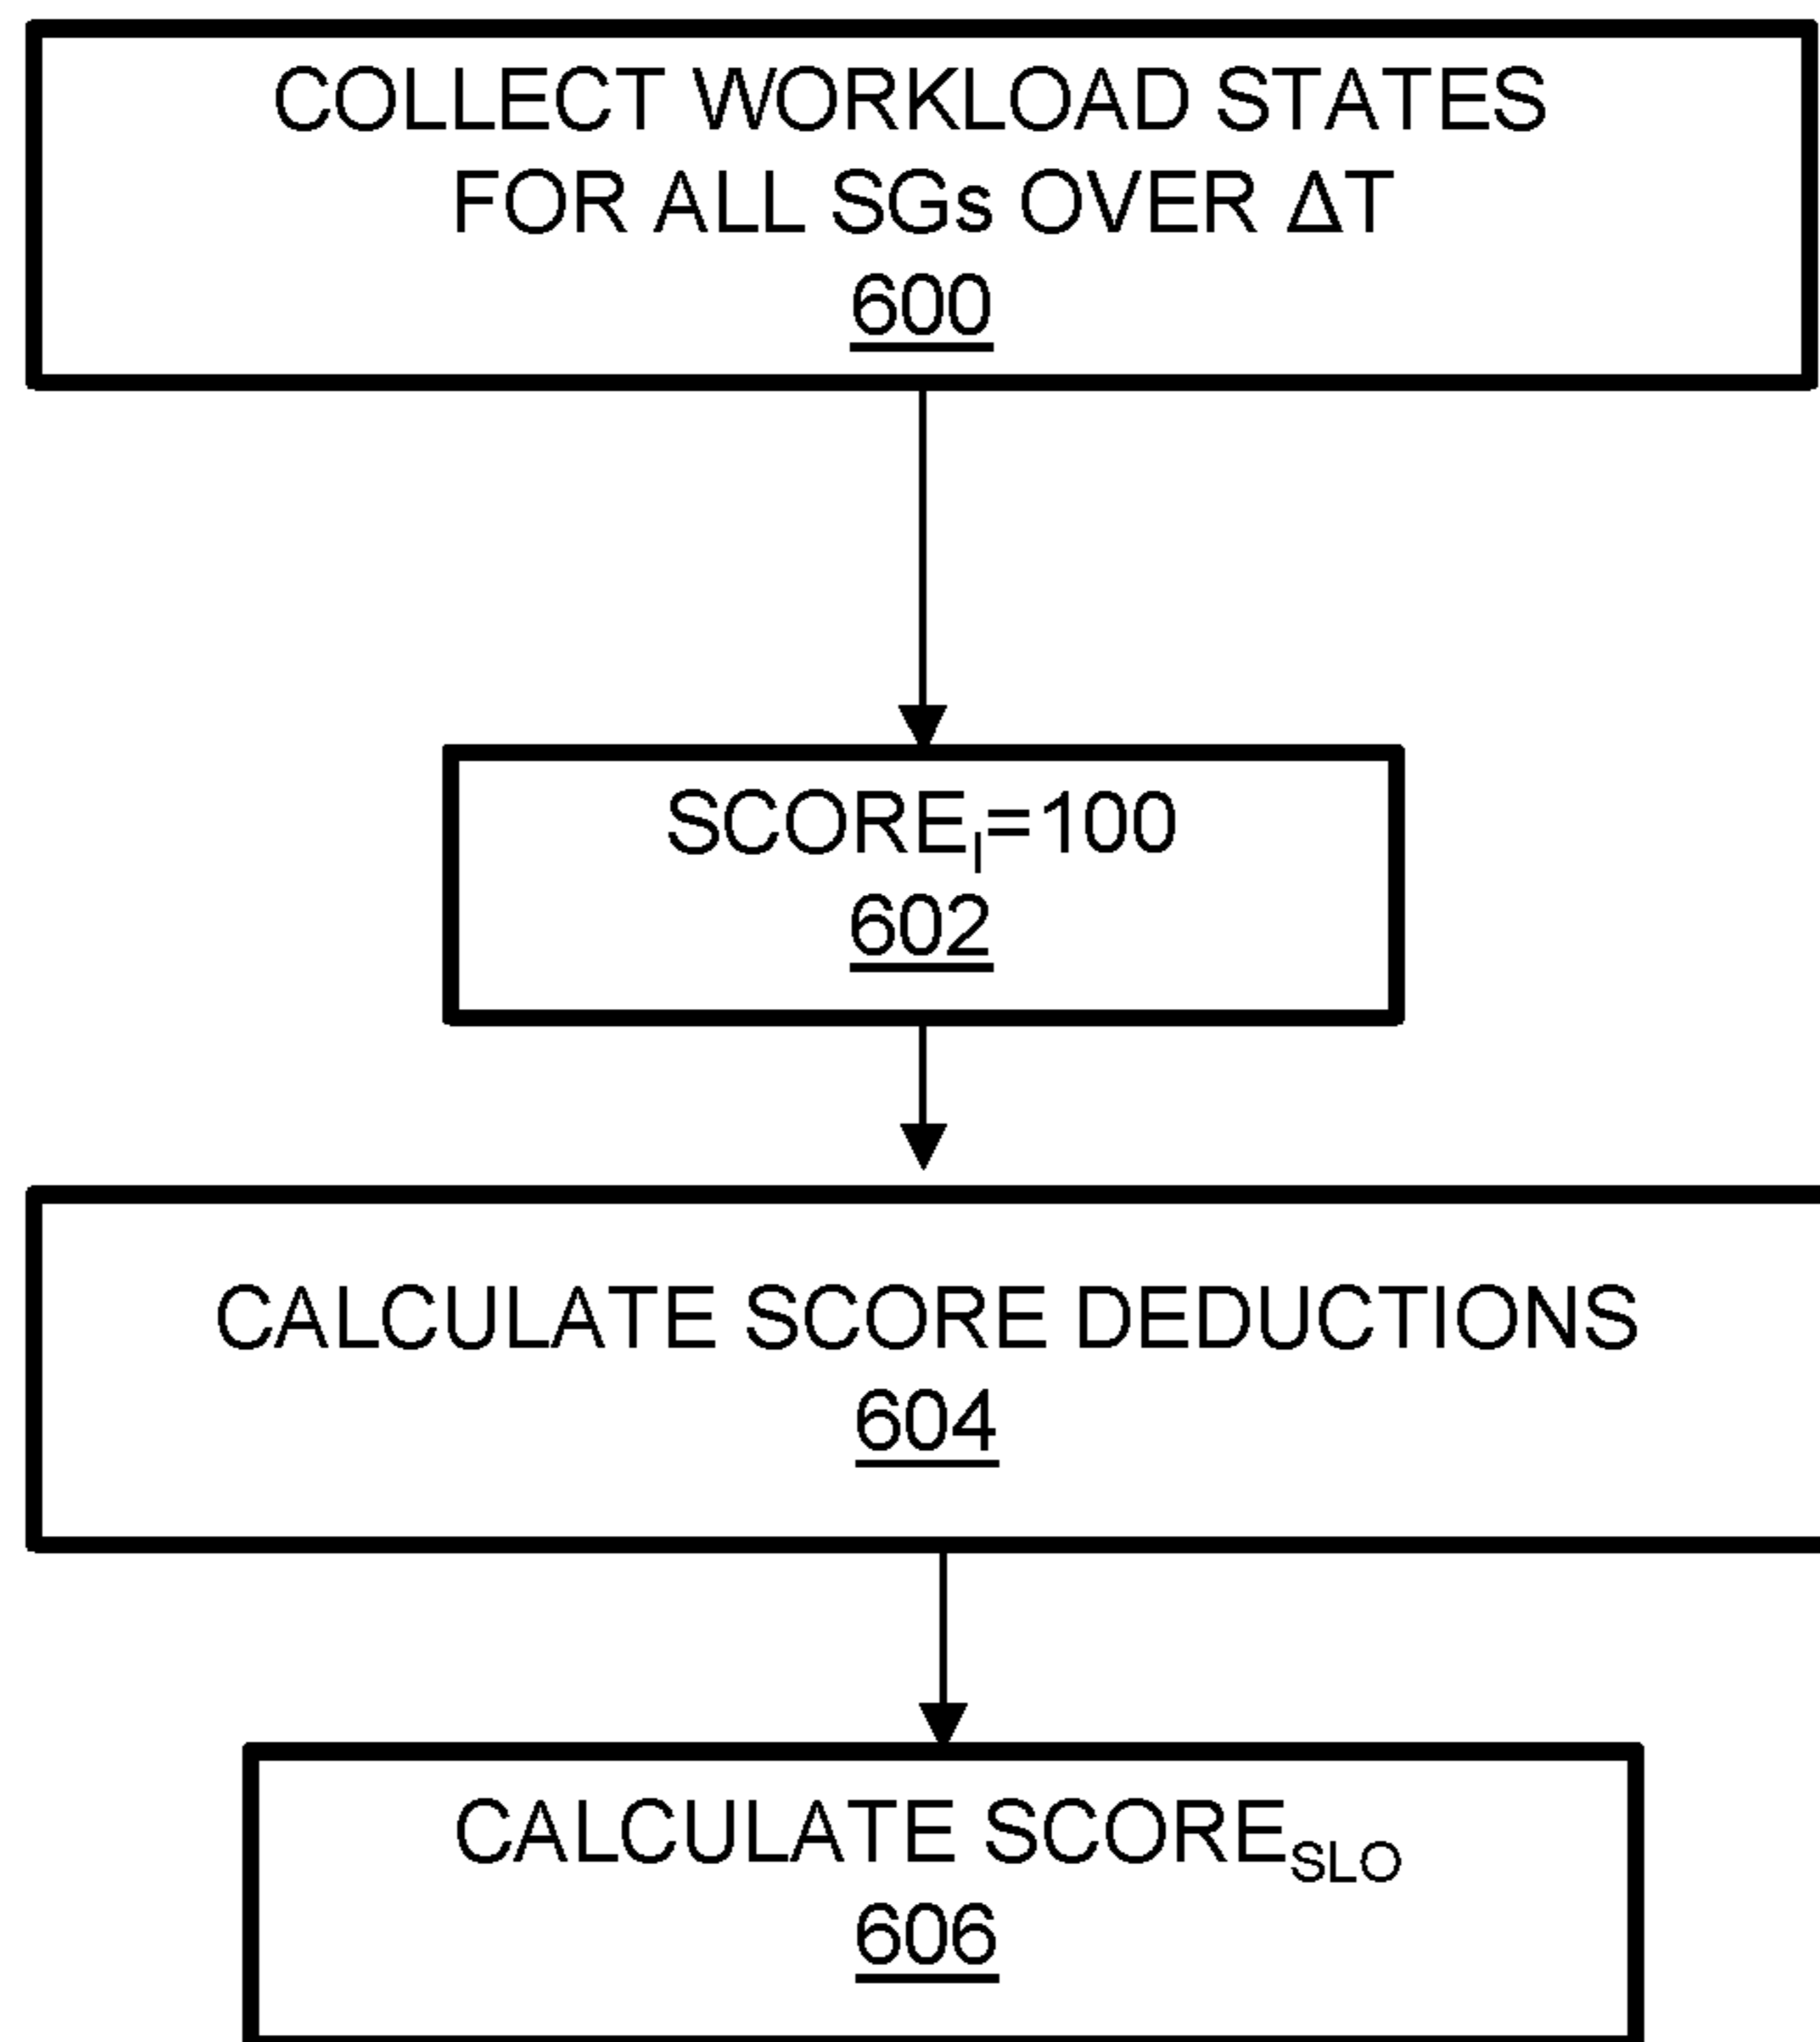 COLLECT WORKLOAD STATES
FOR ALL SGs OVER ΔT
600
SCOREI=100
602
CALCULATE SCORE DEDUCTIONS
604
CALCULATE SCORESLO
606